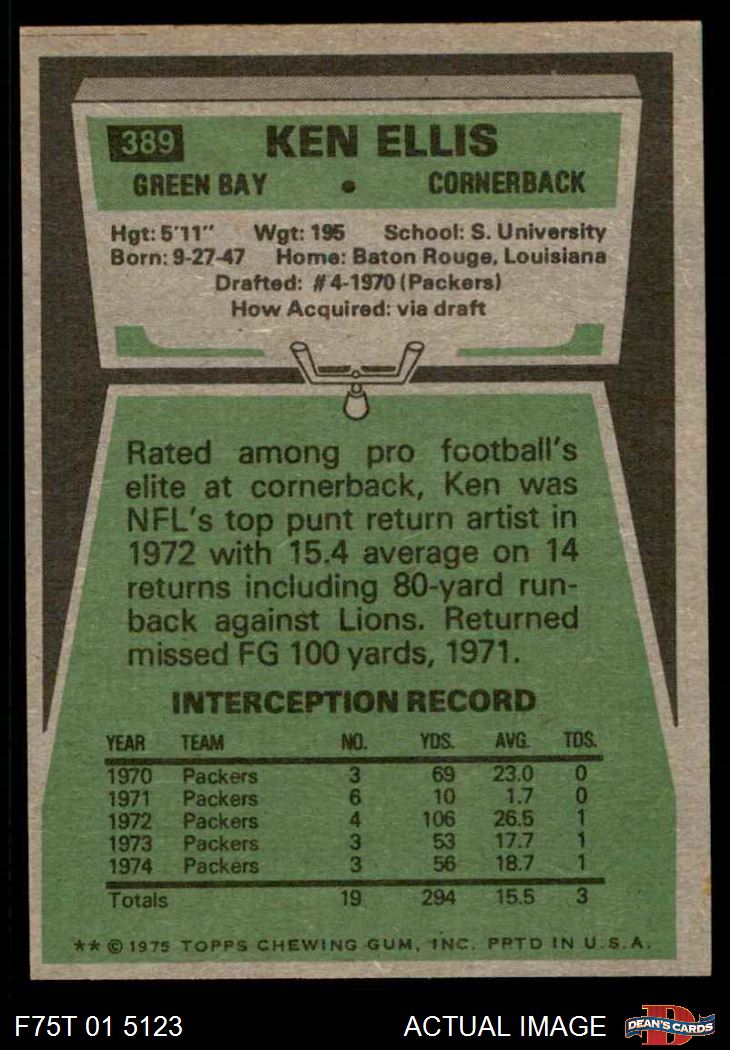 389 KEN ELLIS
GREEN BAY • CORNERBACK
Hgt: 5'11" Wgt: 195 School: S. University
Born: 9-27-47 Home: Baton Rouge, Louisiana
Drafted: #4-1970 (Packers)
How Acquired: via draft
Rated among pro football's
elite at cornerback, Ken was
NFL's top punt return artist in
1972 with 15.4 average on 14
returns including 80-yard run-
back against Lions. Returned
missed FG 100 yards, 1971.
INTERCEPTION RECORD
YEAR TEAM NO. YDS. AVG. TDS.
1970 Packers 3 69 23.0 0
1971 Packers 6 10 1.7 0
1972 Packers 4 106 26.5 1
1973 Packers 3 53 17.7 1
1974 Packers 3 56 18.7 1
Totals 19 294 15.5 3
** © 1975 TOPPS CHEWING GUM, INC. PRTD IN U.S.A.
F75T 01 5123 ACTUAL IMAGE D DEAN'S CARDS